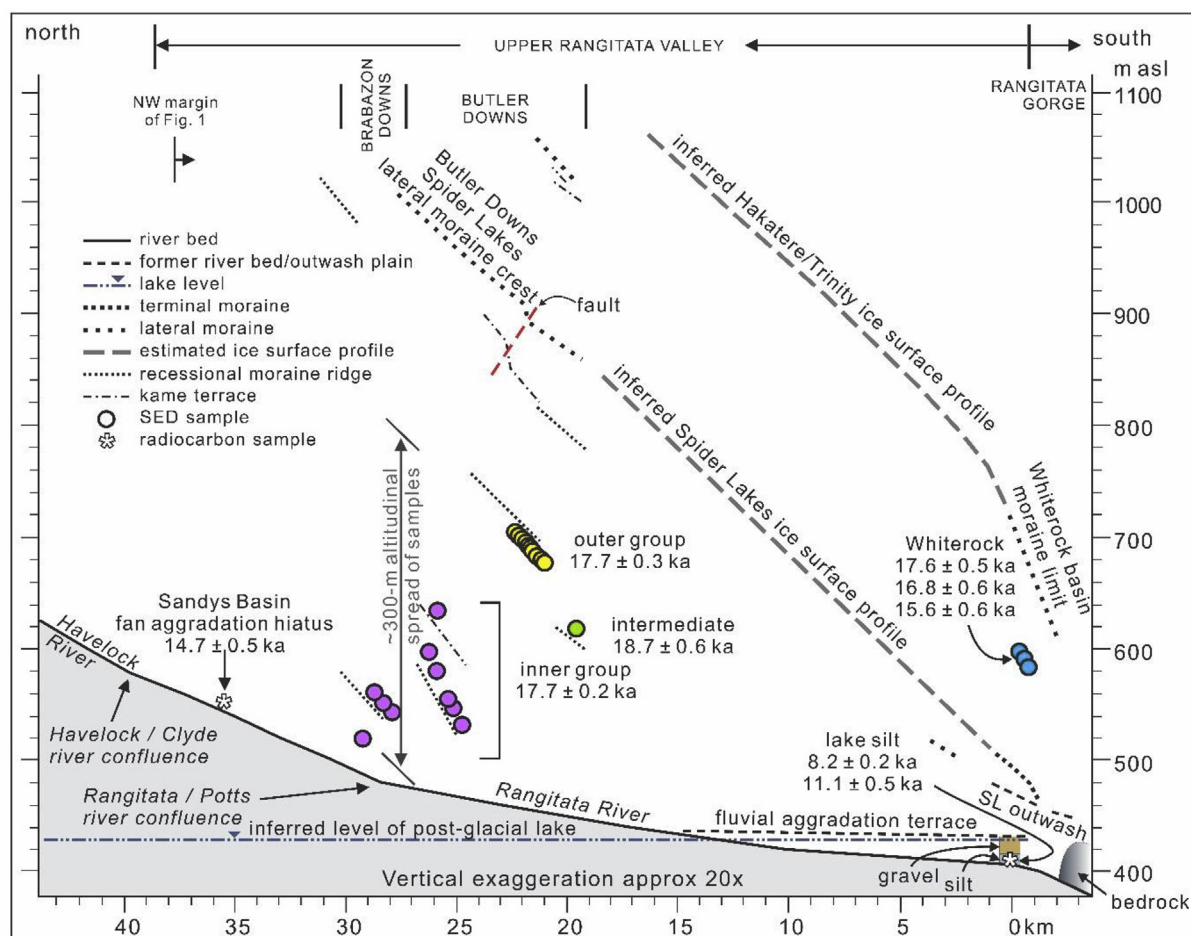 north
UPPER RANGITATA VALLEY
south
m asl
RANGITATA
GORGE
NW margin
of Fig. 1
BRABAZON
DOWNS
BUTLER
DOWNS
1100
1000
900
800
700
600
500
400
river bed
former river bed/outwash plain
lake level
terminal moraine
lateral moraine
estimated ice surface profile
recessional moraine ridge
kame terrace
SED sample
radiocarbon sample
Butler Downs
Spider Lakes
lateral moraine crest
fault
inferred Hakatere/Trinity ice surface profile
inferred Spider Lakes ice surface profile
Whiterock basin
moraine limit
~300-m altitudinal
spread of samples
outer group
17.7 ± 0.3 ka
Whiterock
17.6 ± 0.5 ka
16.8 ± 0.6 ka
15.6 ± 0.6 ka
intermediate
18.7 ± 0.6 ka
inner group
17.7 ± 0.2 ka
Sandys Basin
fan aggradation hiatus
14.7 ± 0.5 ka
Havelock
River
Havelock / Clyde
river confluence
Rangitata / Potts
river confluence
Rangitata River
lake silt
8.2 ± 0.2 ka
11.1 ± 0.5 ka
SL outwash
fluvial aggradation terrace
inferred level of post-glacial lake
gravel
silt
bedrock
Vertical exaggeration approx 20x
40 35 30 25 20 15 10 5 0 km